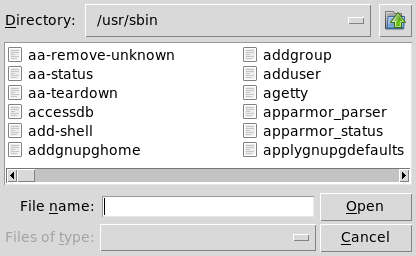 Directory: /usr/sbin
aa-remove-unknown
aa-status
aa-teardown
accessdb
add-shell
addgnupghome
addgroup
adduser
agetty
apparmor_parser
apparmor_status
applygnupgdefaults
File name:
Open
Files of type:
Cancel